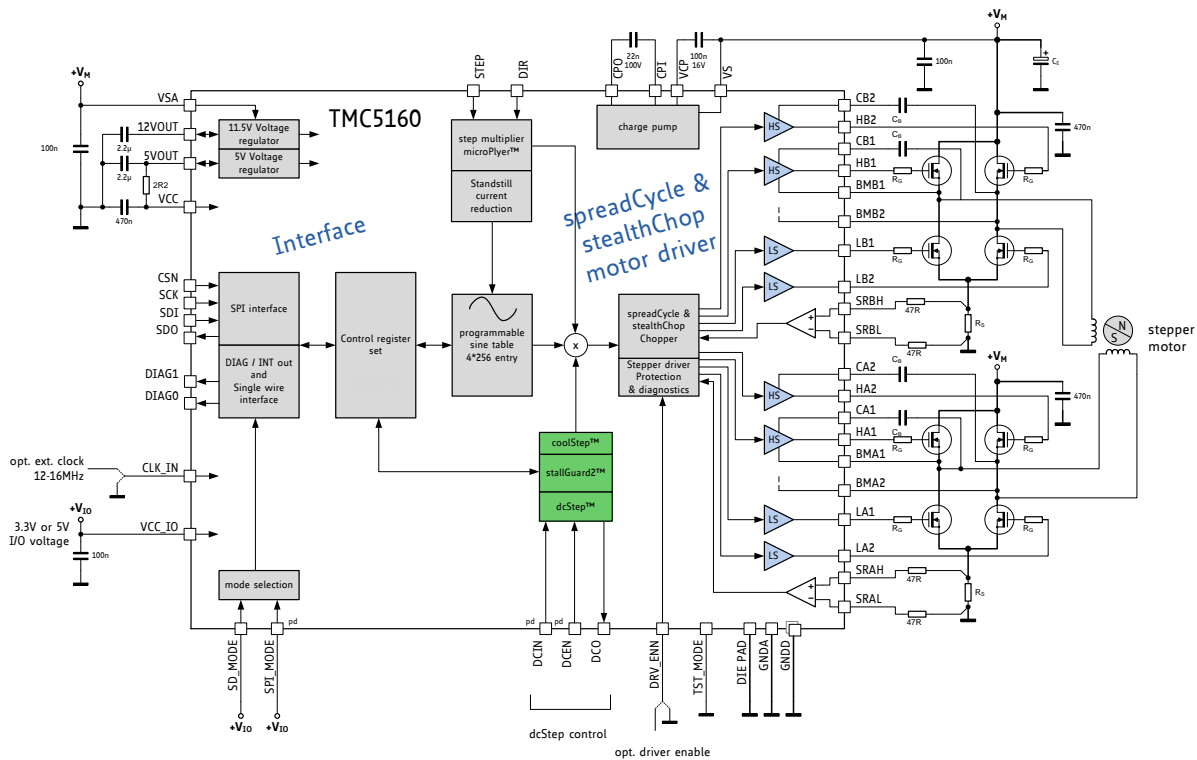 +VM
STEP
DIR
CPO
22n
100V
CPI
VCP
100n
16V
VS
100n
+
CE
+VM
VSA
TMC5160
12VOUT
11.5V Voltage
regulator
2.2µ
5VOUT
5V Voltage
regulator
2.2µ
100n
2R2
VCC
470n
step multiplier
microPlyer™
Standstill
current
reduction
charge pump
Interface
spreadCycle &
stealthChop
motor driver
HS
HS
LS
LS
CB2
CB
HB2
CB
CB1
HB1
RG
RG
470n
BMB1
BMB2
LB1
RG
RG
LB2
SRBH
47R
RS
SRBL
47R
+
−
CSN
SCK
SDI
SDO
SPI interface
DIAG1
DIAG0
DIAG / INT out
and
Single wire
interface
Control register
set
programmable
sine table
4*256 entry
x
spreadCycle &
stealthChop
Chopper
Stepper driver
Protection
& diagnostics
N
S
stepper
motor
+VM
CA2
CB
HA2
470n
CA1
CB
HA1
RG
RG
BMA1
BMA2
HS
HS
LS
LS
LA1
RG
RG
LA2
SRAH
47R
RS
SRAL
47R
+
−
coolStep™
stallGuard2™
dcStep™
opt. ext. clock
12-16MHz
CLK_IN
+VIO
3.3V or 5V
I/O voltage
VCC_IO
100n
mode selection
pd
pd
pd
SD_MODE
SPI_MODE
DCIN
DCEN
DCO
DRV_ENN
TST_MODE
DIE PAD
GNDA
GNDD
+VIO
+VIO
dcStep control
opt. driver enable